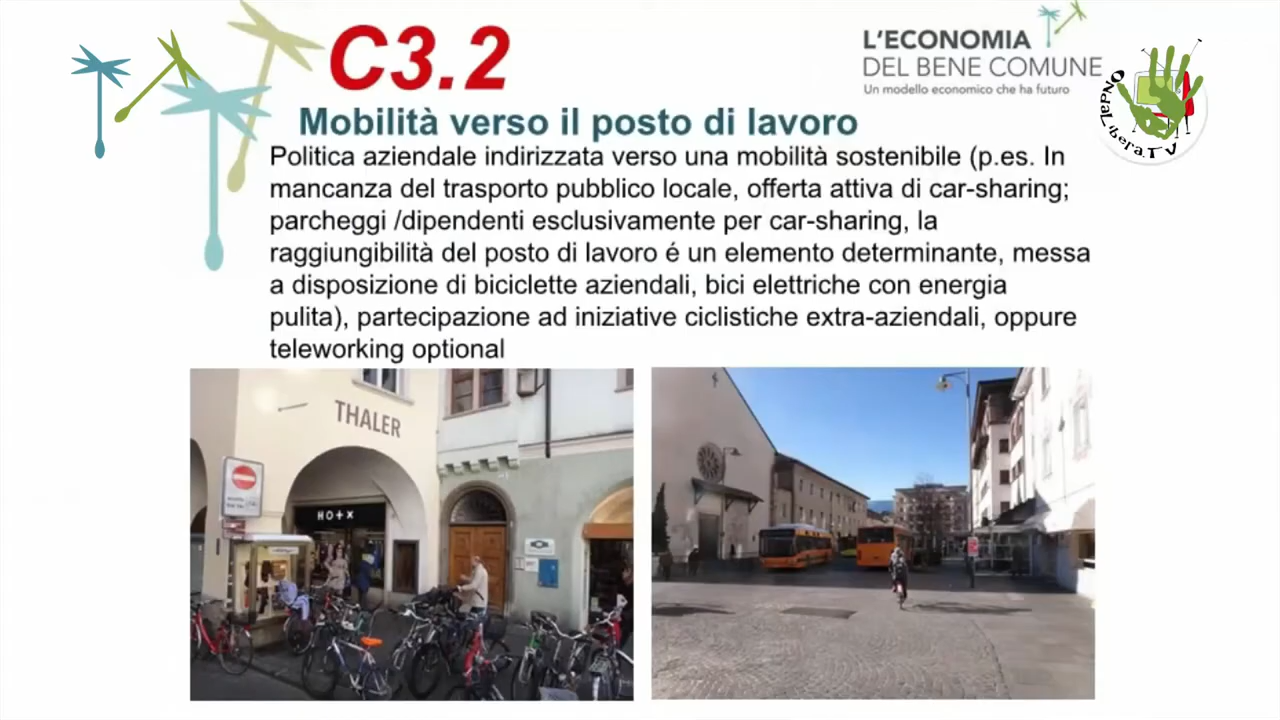 C3.2
L'ECONOMIA
DEL BENE COMUNE
Un modello economico che ha futuro
ONdaLiberaTV
Mobilità verso il posto di lavoro
Politica aziendale indirizzata verso una mobilità sostenibile (p.es. In
mancanza del trasporto pubblico locale, offerta attiva di car-sharing;
parcheggi /dipendenti esclusivamente per car-sharing, la
raggiungibilità del posto di lavoro é un elemento determinante, messa
a disposizione di biciclette aziendali, bici elettriche con energia
pulita), partecipazione ad iniziative ciclistiche extra-aziendali, oppure
teleworking optional
THALER